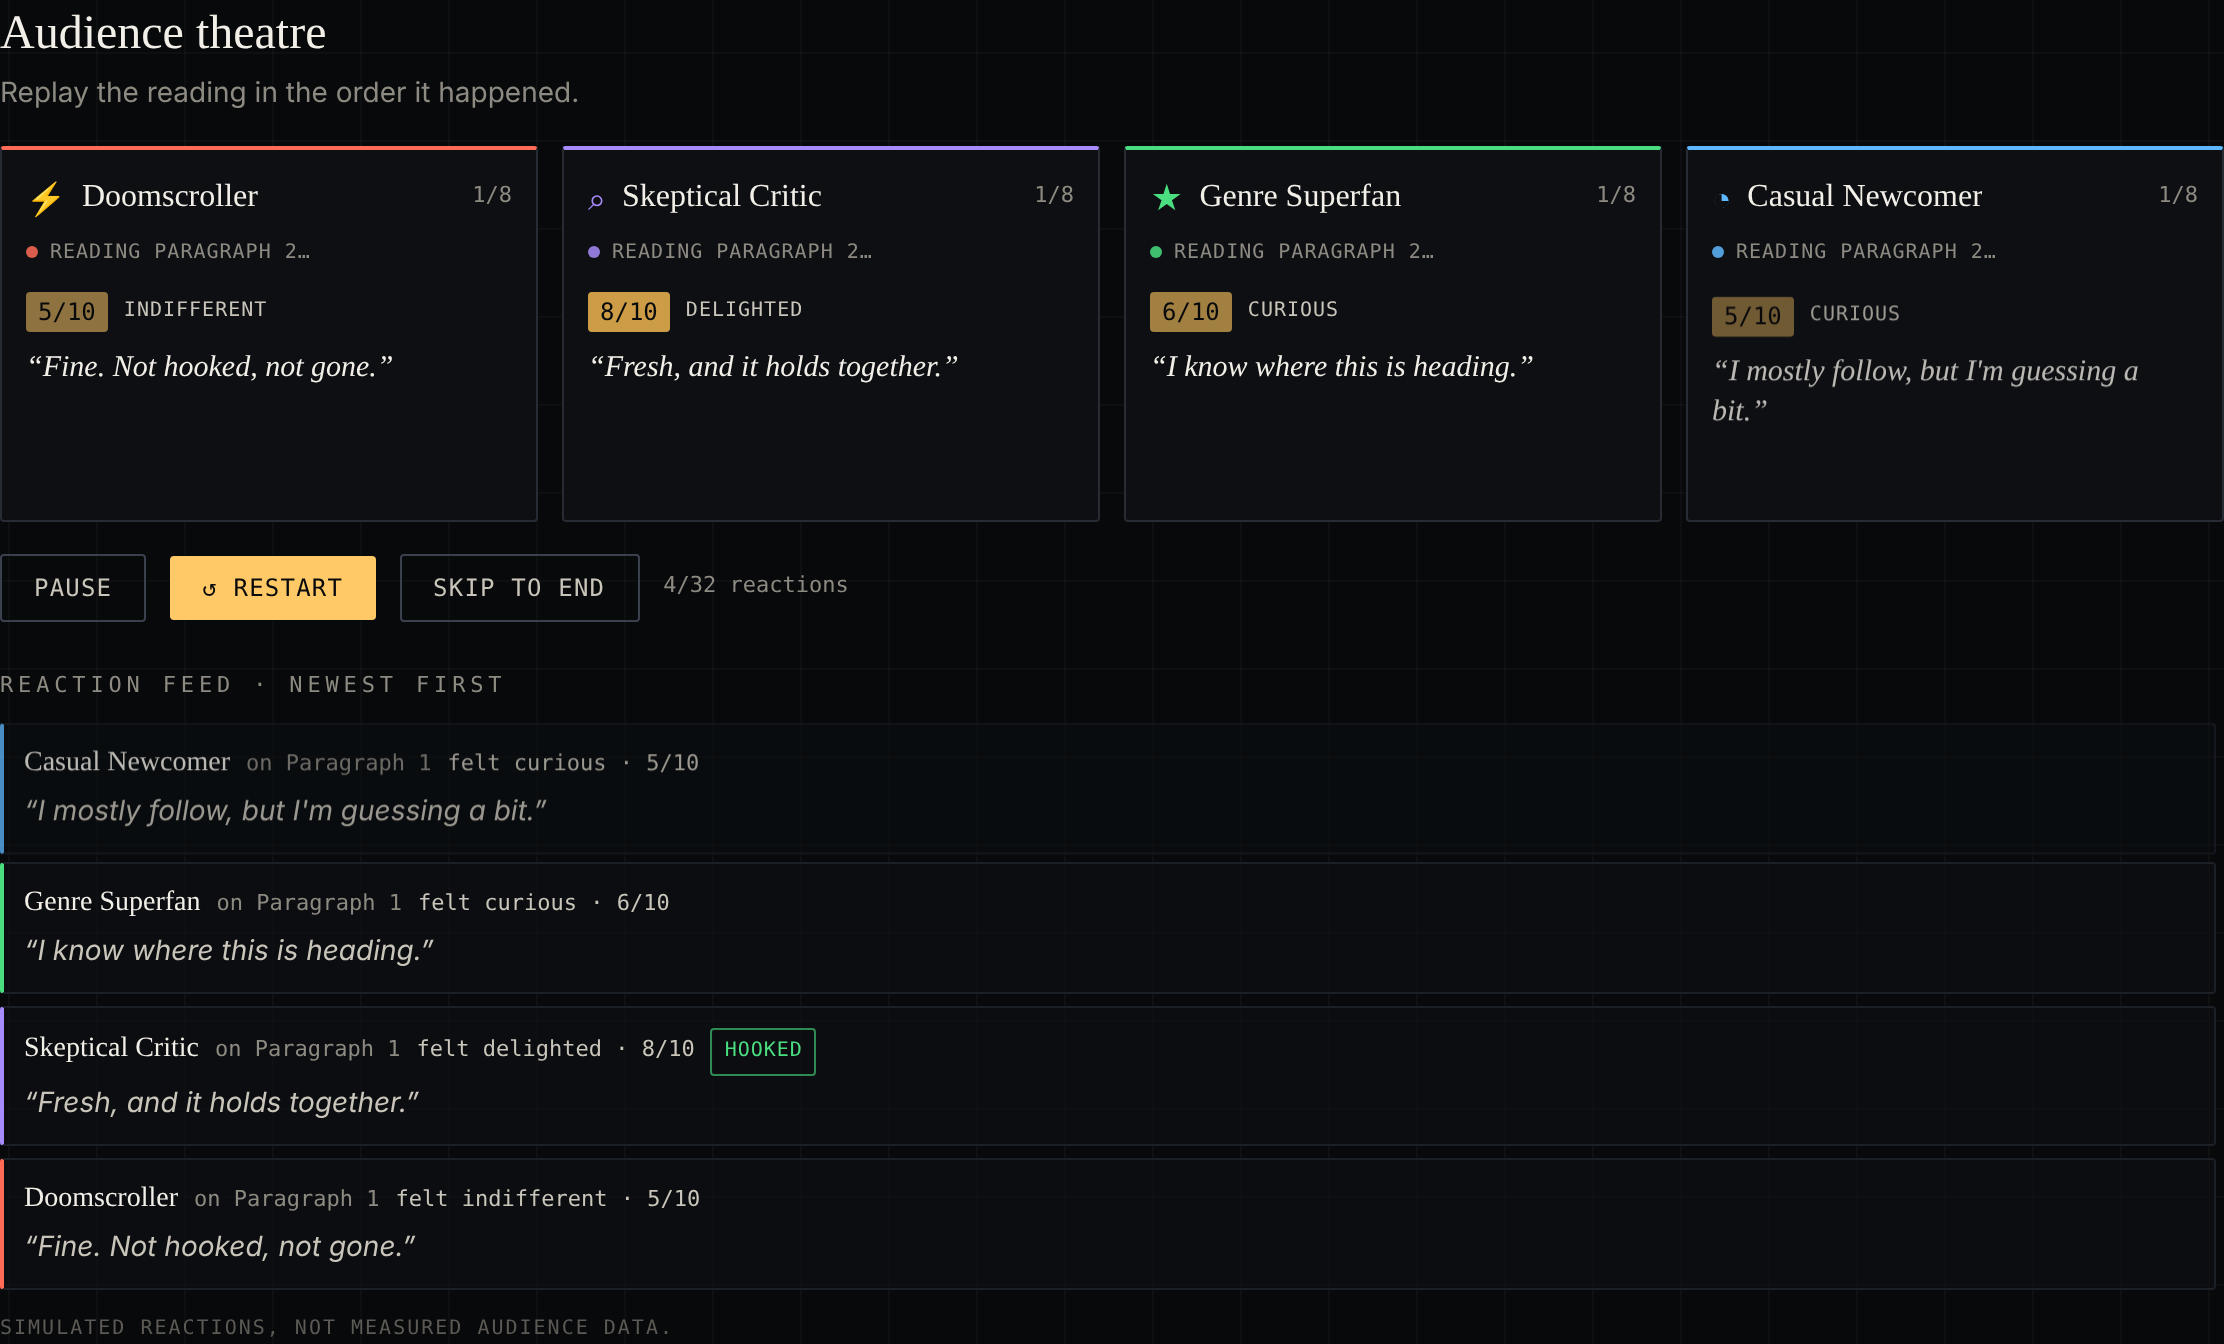 Audience theatre
Replay the reading in the order it happened.
⚡ Doomscroller 1/8
READING PARAGRAPH 2…
5/10 INDIFFERENT
“Fine. Not hooked, not gone.”
⌕ Skeptical Critic 1/8
READING PARAGRAPH 2…
8/10 DELIGHTED
“Fresh, and it holds together.”
★ Genre Superfan 1/8
READING PARAGRAPH 2…
6/10 CURIOUS
“I know where this is heading.”
Casual Newcomer 1/8
READING PARAGRAPH 2…
5/10 CURIOUS
“I mostly follow, but I'm guessing a
bit.”
PAUSE
↺ RESTART
SKIP TO END
4/32 reactions
REACTION FEED · NEWEST FIRST
Casual Newcomer on Paragraph 1 felt curious · 5/10
“I mostly follow, but I'm guessing a bit.”
Genre Superfan on Paragraph 1 felt curious · 6/10
“I know where this is heading.”
Skeptical Critic on Paragraph 1 felt delighted · 8/10 HOOKED
“Fresh, and it holds together.”
Doomscroller on Paragraph 1 felt indifferent · 5/10
“Fine. Not hooked, not gone.”
SIMULATED REACTIONS, NOT MEASURED AUDIENCE DATA.